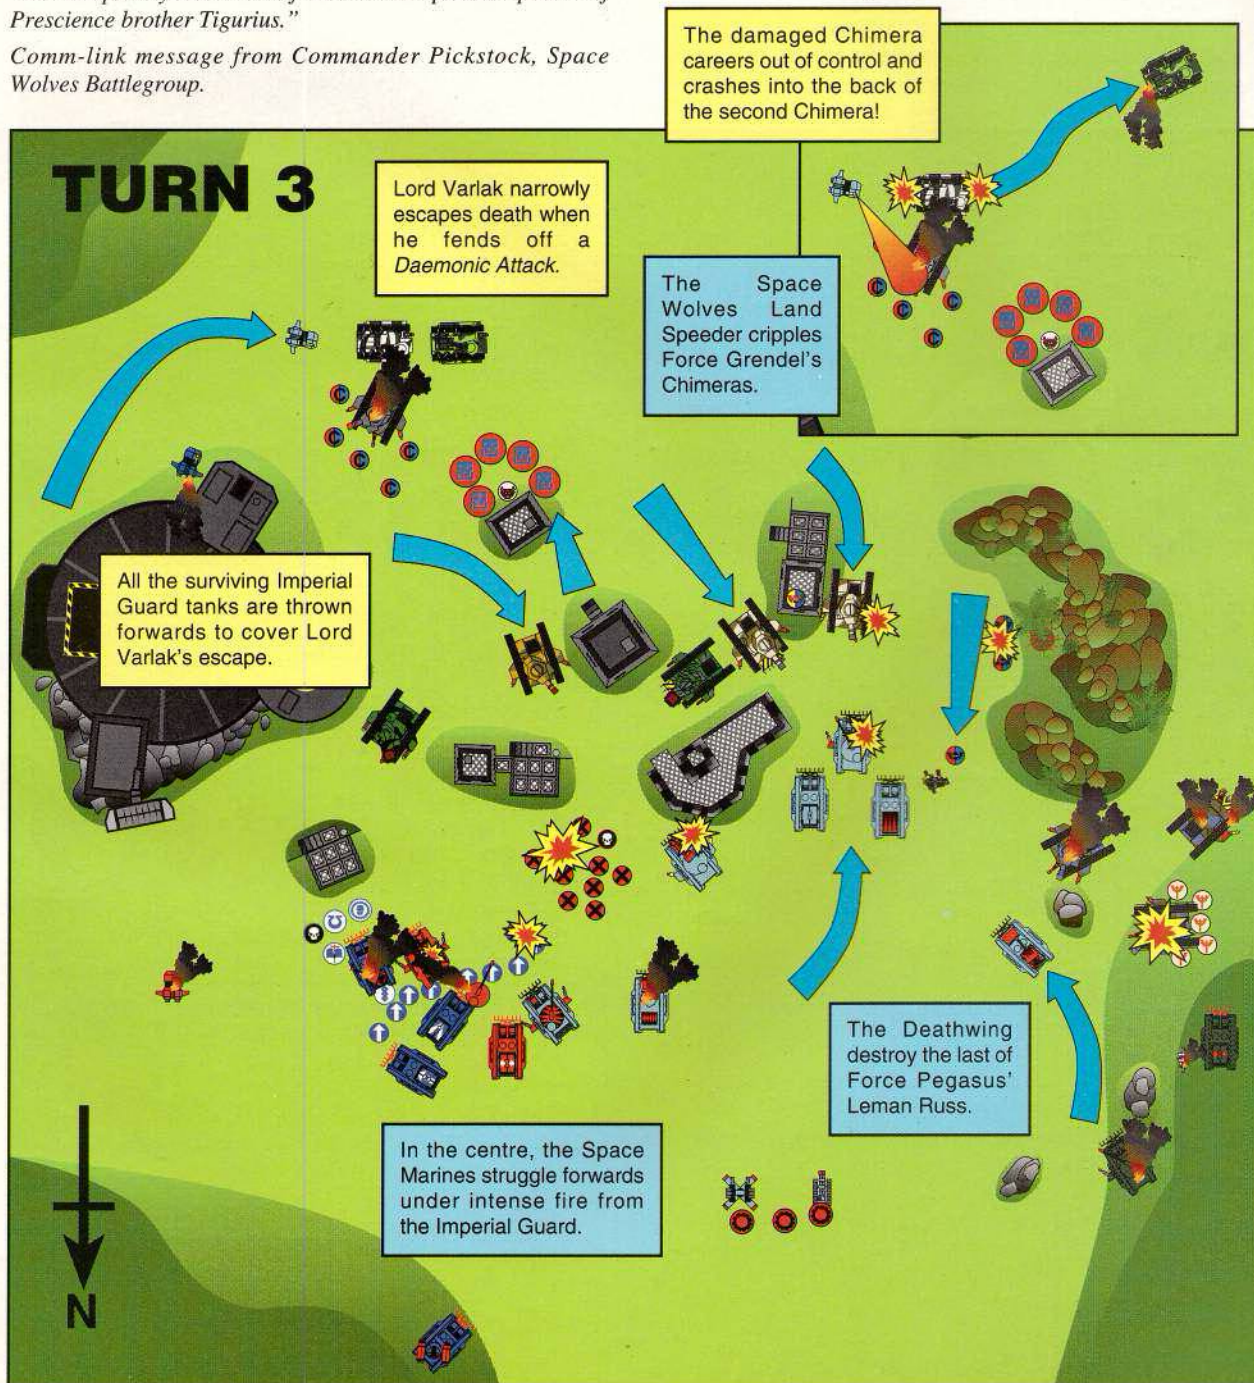 Prescience brother Tigurius.”
Comm-link message from Commander Pickstock, Space
Wolves Battlegroup.
The damaged Chimera
careers out of control and
crashes into the back of
the second Chimera!
TURN 3
Lord Varlak narrowly
escapes death when
he fends off a
Daemonic Attack.
The Space
Wolves Land
Speeder cripples
Force Grendel's
Chimeras.
All the surviving Imperial
Guard tanks are thrown
forwards to cover Lord
Varlak's escape.
The Deathwing
destroy the last of
Force Pegasus'
Leman Russ.
In the centre, the Space
Marines struggle forwards
under intense fire from
the Imperial Guard.
N
C
C
C
C
C
C
C
C
C